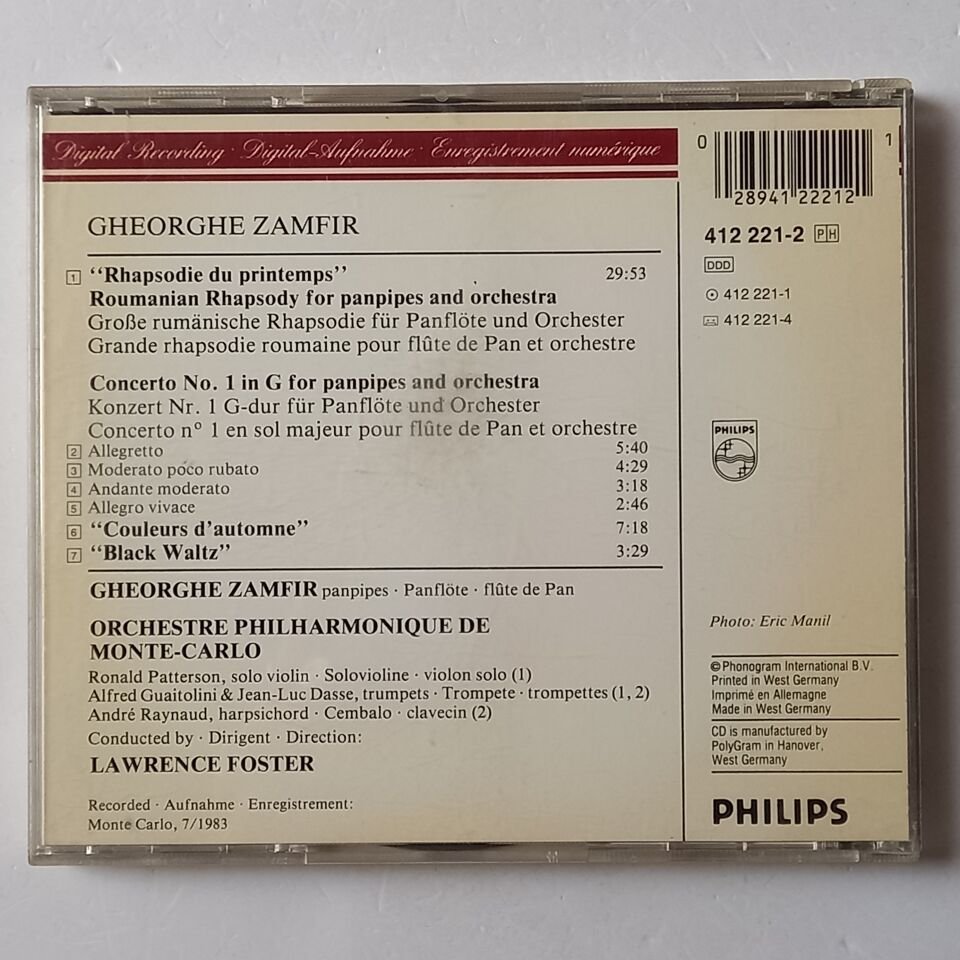 Digital Recording · Digital-Aufnahme · Enregistrement numérique
GHEORGHE ZAMFIR
1 “Rhapsodie du printemps” 29:53
Roumanian Rhapsody for panpipes and orchestra
Große rumänische Rhapsodie für Panflöte und Orchester
Grande rhapsodie roumaine pour flûte de Pan et orchestre
Concerto No. 1 in G for panpipes and orchestra
Konzert Nr. 1 G-dur für Panflöte und Orchester
Concerto n° 1 en sol majeur pour flûte de Pan et orchestre
2 Allegretto 5:40
3 Moderato poco rubato 4:29
4 Andante moderato 3:18
5 Allegro vivace 2:46
6 “Couleurs d’automne” 7:18
7 “Black Waltz” 3:29
GHEORGHE ZAMFIR panpipes · Panflöte · flûte de Pan
ORCHESTRE PHILHARMONIQUE DE
MONTE-CARLO
Ronald Patterson, solo violin · Solovioline · violon solo (1)
Alfred Guaitolini & Jean-Luc Dasse, trumpets · Trompete · trompettes (1, 2)
André Raynaud, harpsichord · Cembalo · clavecin (2)
Conducted by · Dirigent · Direction:
LAWRENCE FOSTER
Recorded · Aufnahme · Enregistrement:
Monte Carlo, 7/1983
0 28941 22212 1
412 221-2 PH
DDD
412 221-1
412 221-4
PHILIPS
Photo: Eric Manil
© Phonogram International B.V.
Printed in West Germany
Imprimé en Allemagne
Made in West Germany
CD is manufactured by
PolyGram in Hanover,
West Germany
PHILIPS